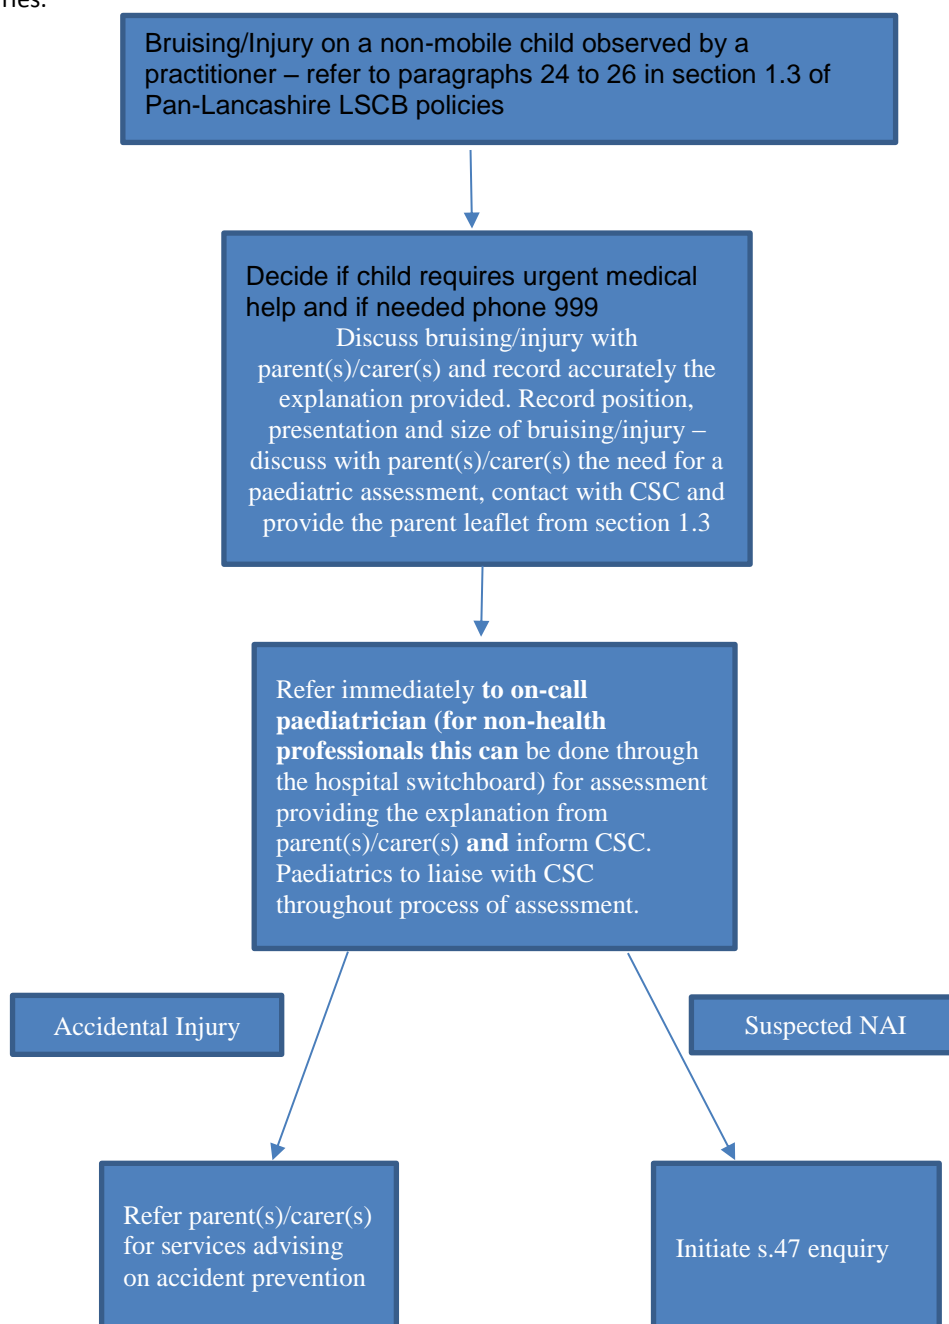 ries.
Bruising/Injury on a non-mobile child observed by a
practitioner – refer to paragraphs 24 to 26 in section 1.3 of
Pan-Lancashire LSCB policies
Decide if child requires urgent medical
help and if needed phone 999
Discuss bruising/injury with
parent(s)/carer(s) and record accurately the
explanation provided. Record position,
presentation and size of bruising/injury –
discuss with parent(s)/carer(s) the need for a
paediatric assessment, contact with CSC and
provide the parent leaflet from section 1.3
Refer immediately to on-call
paediatrician (for non-health
professionals this can be done through
the hospital switchboard) for assessment
providing the explanation from
parent(s)/carer(s) and inform CSC.
Paediatrics to liaise with CSC
throughout process of assessment.
Accidental Injury
Suspected NAI
Refer parent(s)/carer(s)
for services advising
on accident prevention
Initiate s.47 enquiry